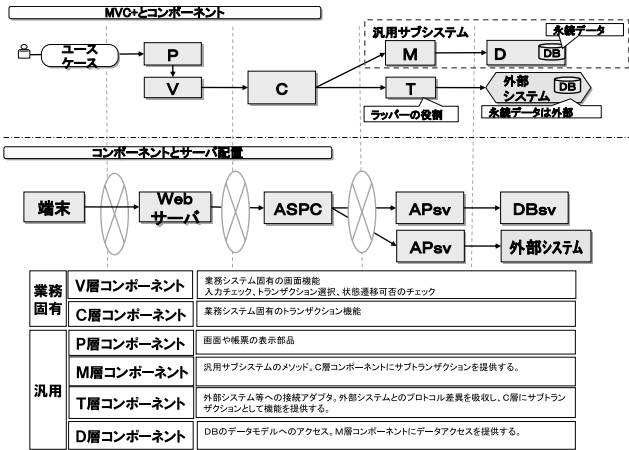 MVC+とコンポーネント
ユース
ケース
P
V
C
汎用サブシステム
M
D
DB
永続データ
T
外部
システム
DB
ラッパーの役割
永続データは外部
コンポーネントとサーバ配置
端末
Web
サーバ
ASPC
APsv
DBsv
APsv
外部システム
業務
固有
V層コンポーネント
業務システム固有の画面機能
入力チェック、トランザクション選択、状態遷移可否のチェック
C層コンポーネント
業務システム固有のトランザクション機能
汎用
P層コンポーネント
画面や帳票の表示部品
M層コンポーネント
汎用サブシステムのメソッド。C層コンポーネントにサブトランザクションを提供する。
T層コンポーネント
外部システム等への接続アダプタ。外部システムとのプロトコル差異を吸収し、C層にサブトラン
ザクションとして機能を提供する。
D層コンポーネント
DBのデータモデルへのアクセス。M層コンポーネントにデータアクセスを提供する。